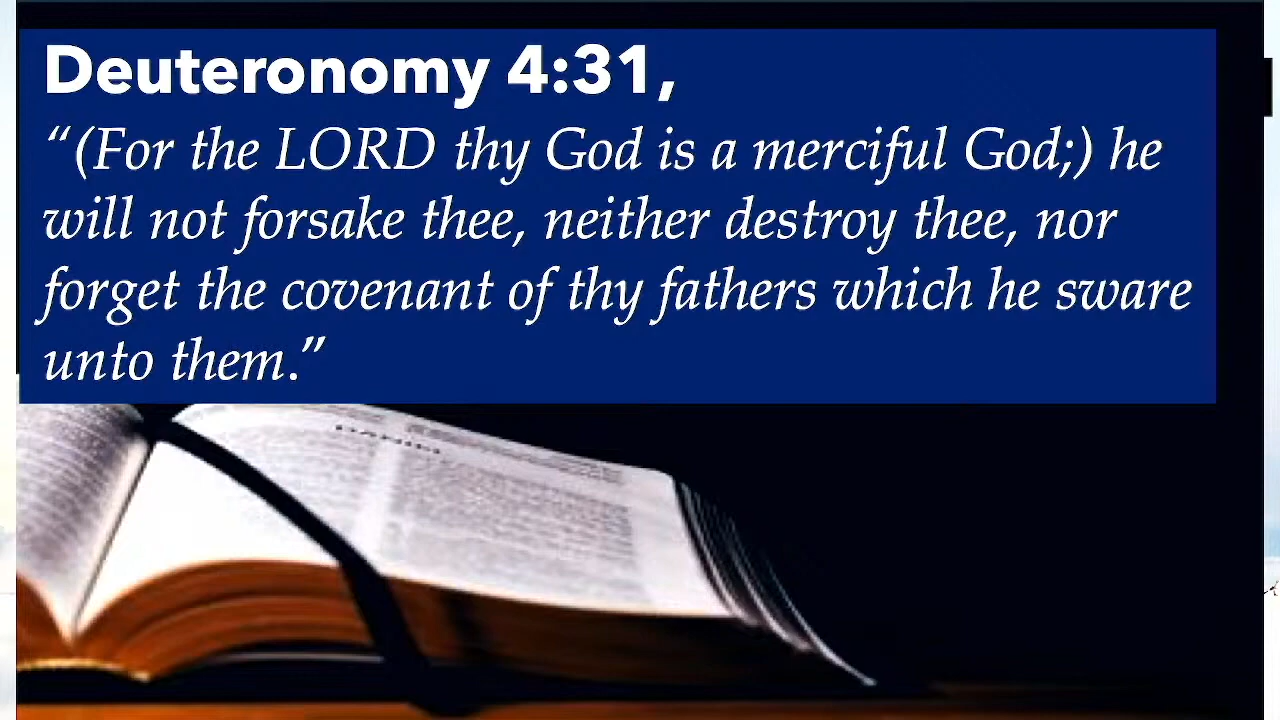 Deuteronomy 4:31,
“(For the LORD thy God is a merciful God;) he
will not forsake thee, neither destroy thee, nor
forget the covenant of thy fathers which he sware
unto them.”
DANIEL